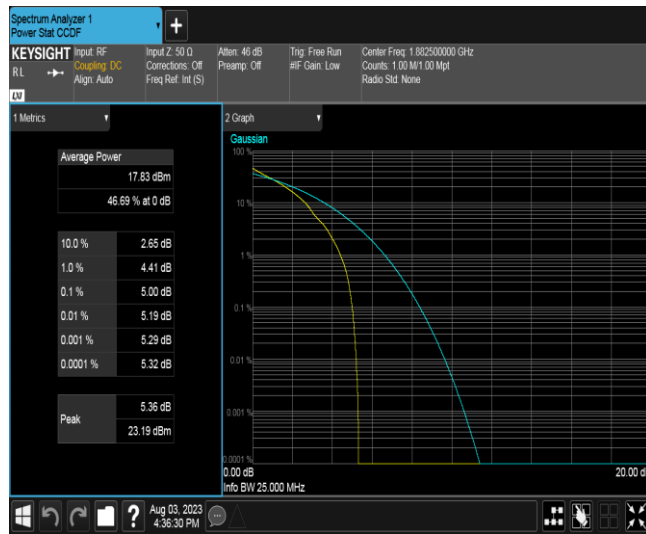 Spectrum Analyzer 1
Power Stat CCDF
KEYSIGHT
RL
LXI
Input: RF
Coupling: DC
Align: Auto
Input Z: 50 Ω
Corrections: Off
Freq Ref: Int (S)
Atten: 46 dB
Preamp: Off
Trig: Free Run
#IF Gain: Low
Center Freq: 1.882500000 GHz
Counts: 1.00 M/1.00 Mpt
Radio Std: None
1 Metrics
Average Power
17.83 dBm
46.69 % at 0 dB
10.0 % 2.65 dB
1.0 % 4.41 dB
0.1 % 5.00 dB
0.01 % 5.19 dB
0.001 % 5.29 dB
0.0001 % 5.32 dB
Peak
5.36 dB
23.19 dBm
2 Graph
Gaussian
100 %
10 %
1 %
0.1 %
0.01 %
0.001 %
0.0001 %
0.00 dB
20.00 d
Info BW 25.000 MHz
?
Aug 03, 2023
4:36:30 PM